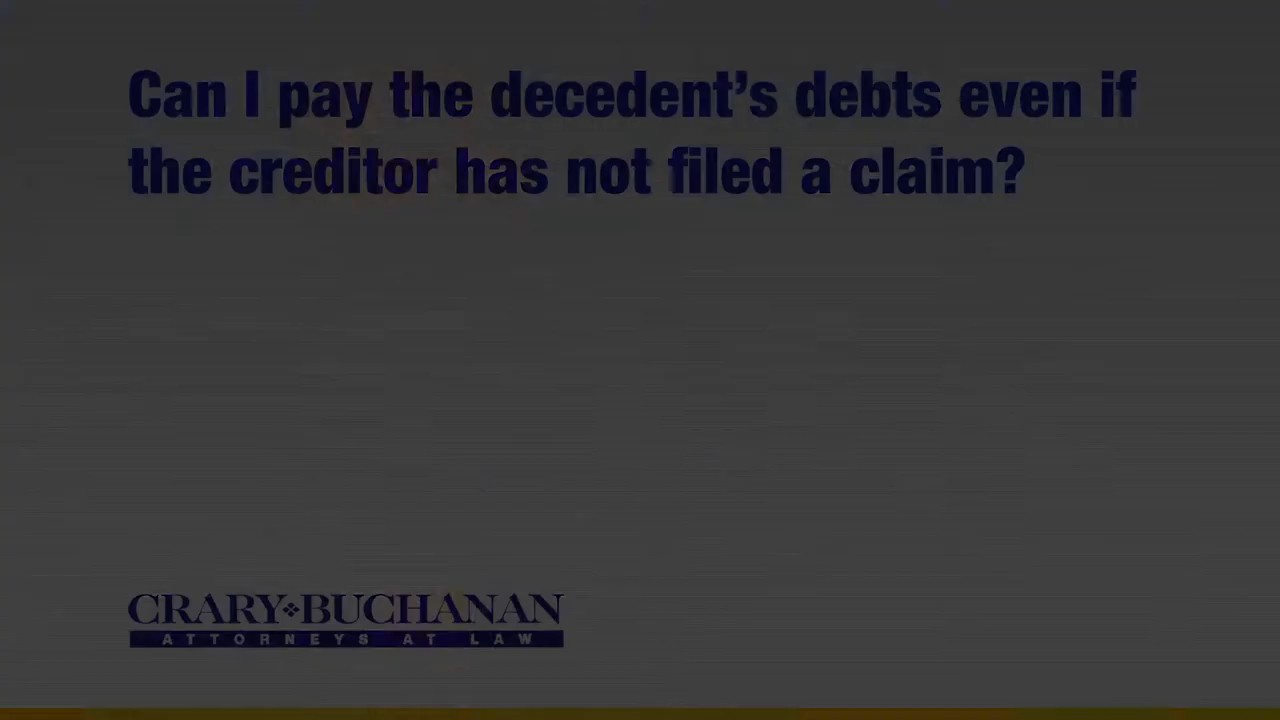 Can I pay the decedent’s debts even if
the creditor has not filed a claim?
CRARY❖BUCHANAN
ATTORNEYS AT LAW